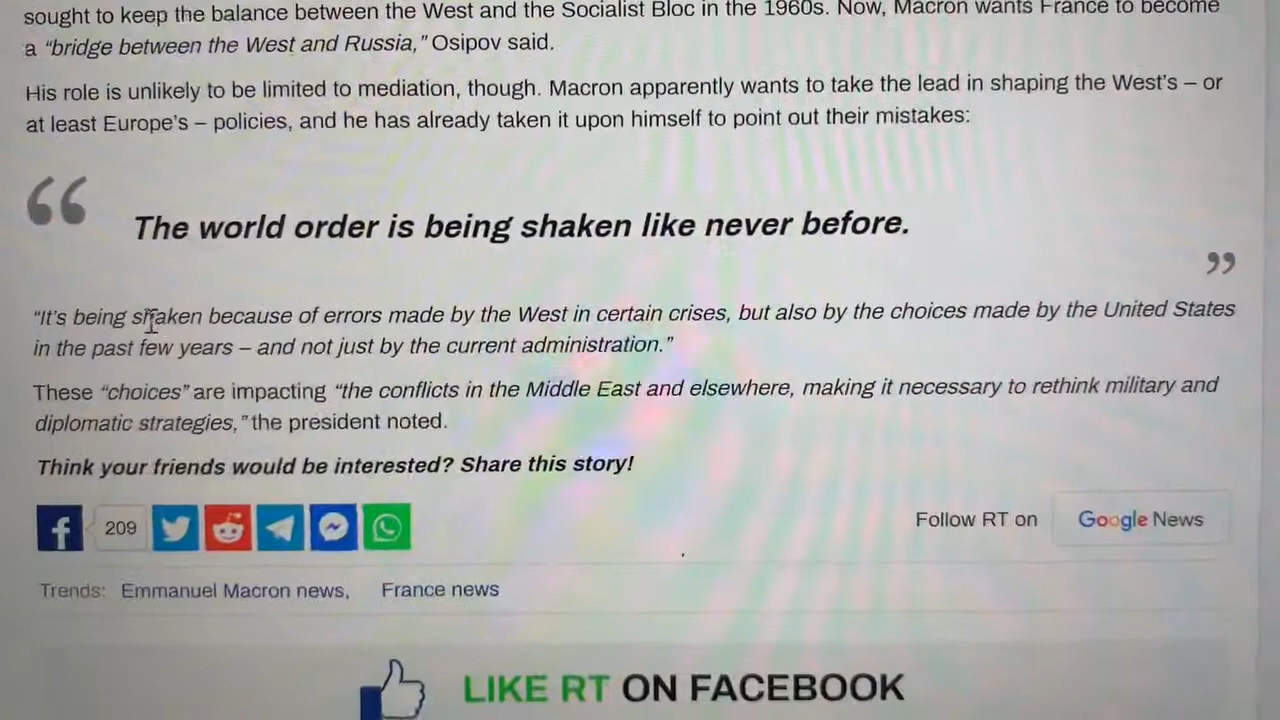 sought to keep the balance between the West and the Socialist Bloc in the 1960s. Now, Macron wants France to become
a “bridge between the West and Russia,” Osipov said.
His role is unlikely to be limited to mediation, though. Macron apparently wants to take the lead in shaping the West’s – or
at least Europe’s – policies, and he has already taken it upon himself to point out their mistakes:
“ The world order is being shaken like never before. ”
“It’s being shaken because of errors made by the West in certain crises, but also by the choices made by the United States
in the past few years – and not just by the current administration.”
These “choices” are impacting “the conflicts in the Middle East and elsewhere, making it necessary to rethink military and
diplomatic strategies,” the president noted.
Think your friends would be interested? Share this story!
f 209 Follow RT on Google News
Trends: Emmanuel Macron news, France news
LIKE RT ON FACEBOOK